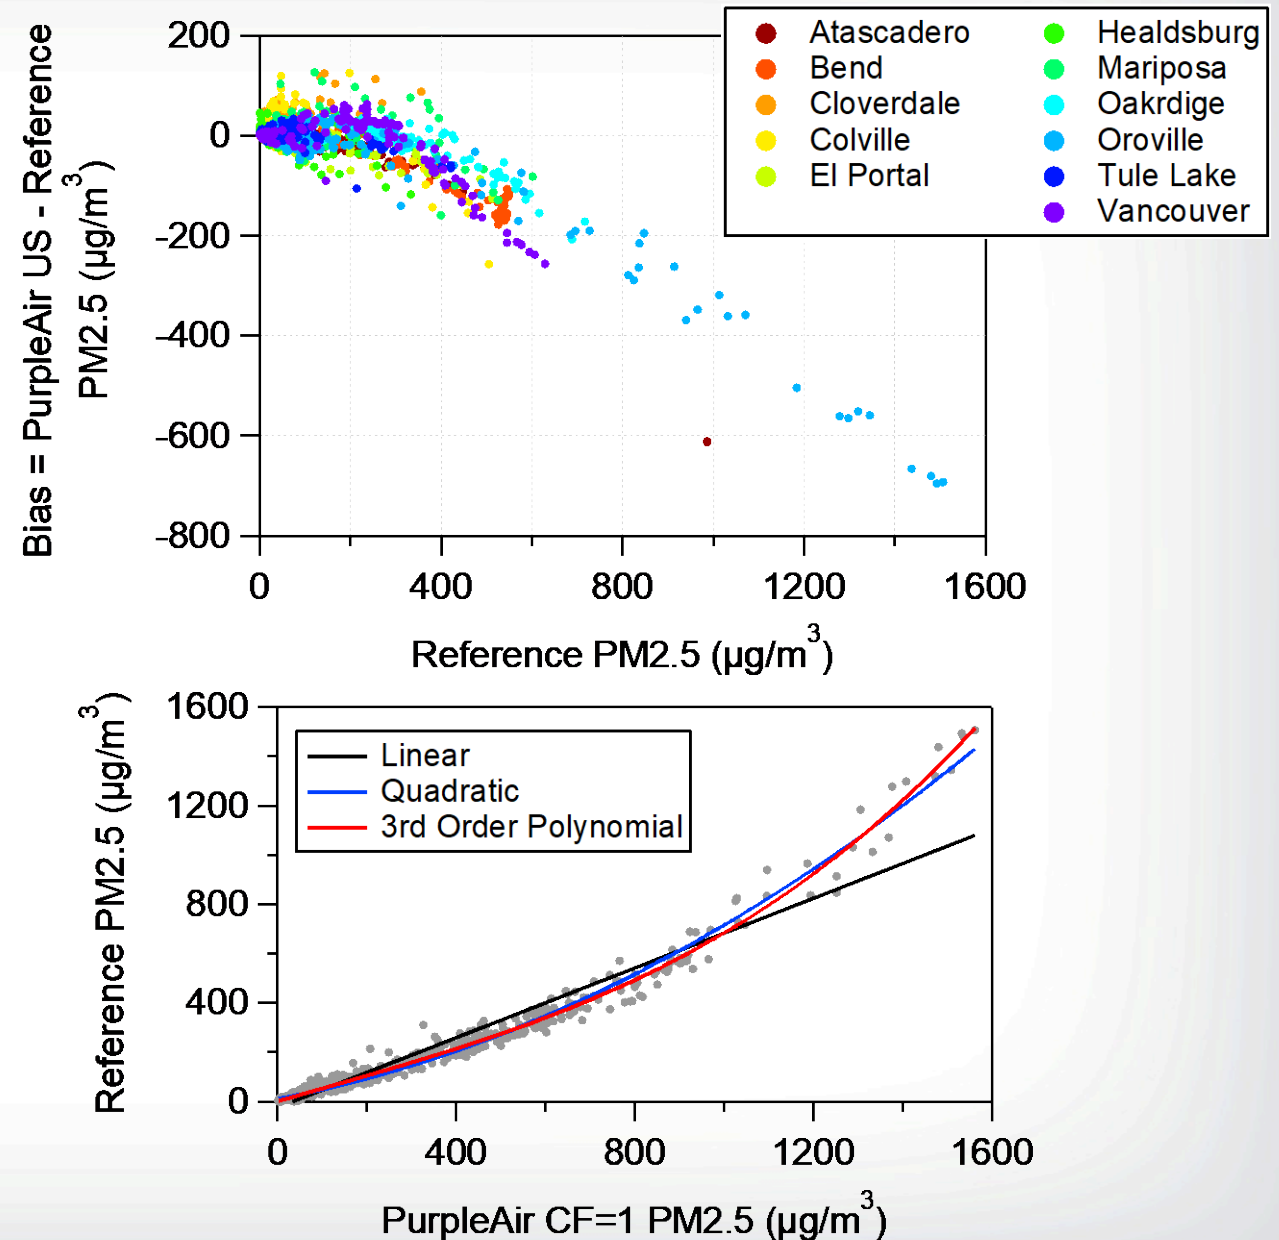 Bias = PurpleAir US - Reference
PM2.5 (µg/m³)
200
0
-200
-400
-600
-800
0 400 800 1200 1600
Reference PM2.5 (µg/m³)
Atascadero
Bend
Cloverdale
Colville
El Portal
Healdsburg
Mariposa
Oakrdige
Oroville
Tule Lake
Vancouver
Reference PM2.5 (µg/m³)
1600
1200
800
400
0
Linear
Quadratic
3rd Order Polynomial
0 400 800 1200 1600
PurpleAir CF=1 PM2.5 (µg/m³)